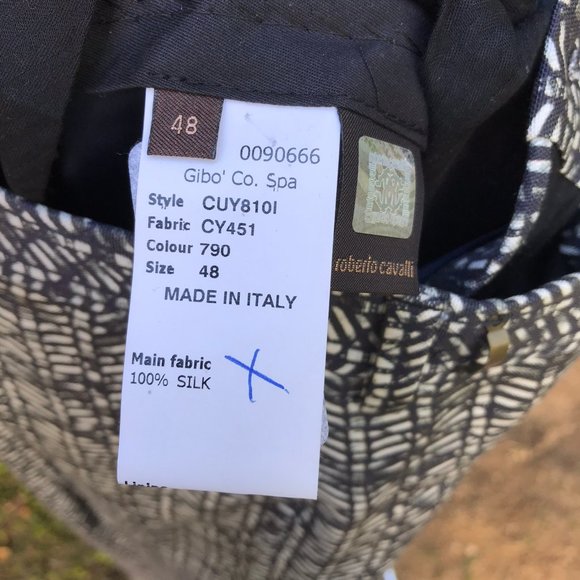 48
0090666
Gibo' Co. Spa
Style CUY810I
Fabric CY451
Colour 790
Size 48
MADE IN ITALY
Main fabric
100% SILK
roberto cavalli